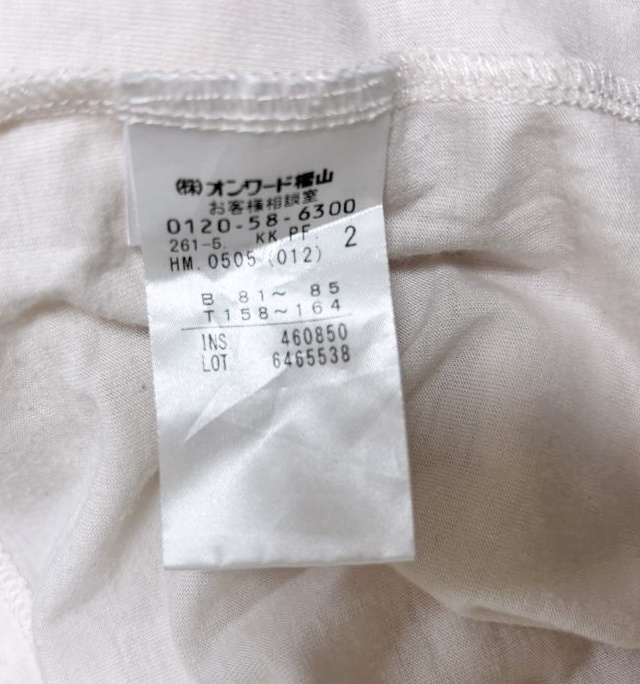 ㈱オンワード樫山
お客様相談室
0120-58-6300
261-5. KK.PF. 2
HM.0505 (012)
B 81～ 85
T 158～164
INS 460850
LOT 6465538